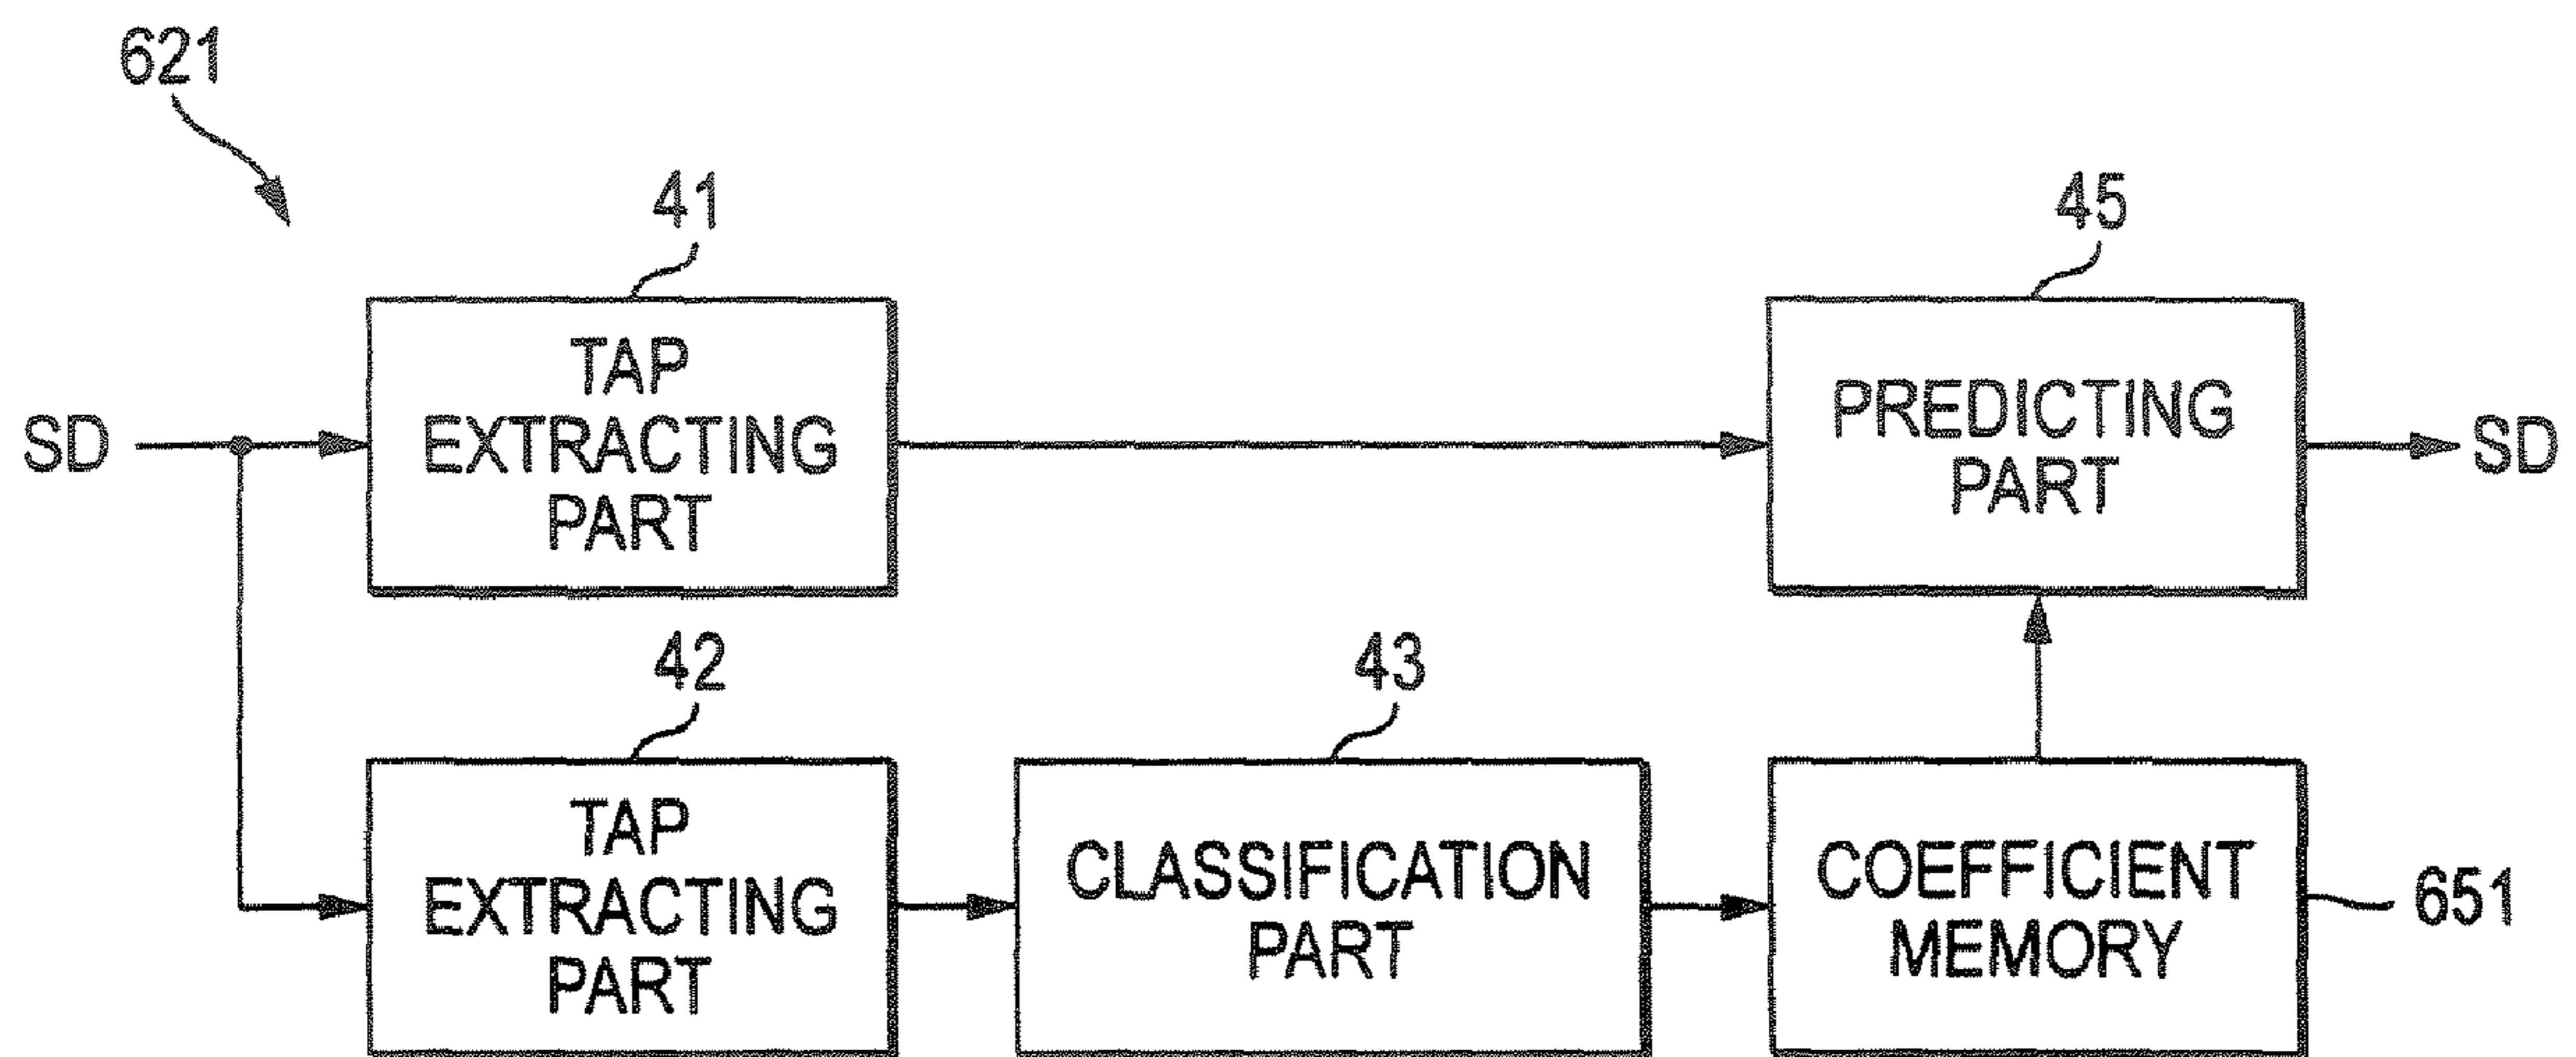 621
41
45
SD
TAP
EXTRACTING
PART
PREDICTING
PART
SD
42
43
TAP
EXTRACTING
PART
CLASSIFICATION
PART
COEFFICIENT
MEMORY
651